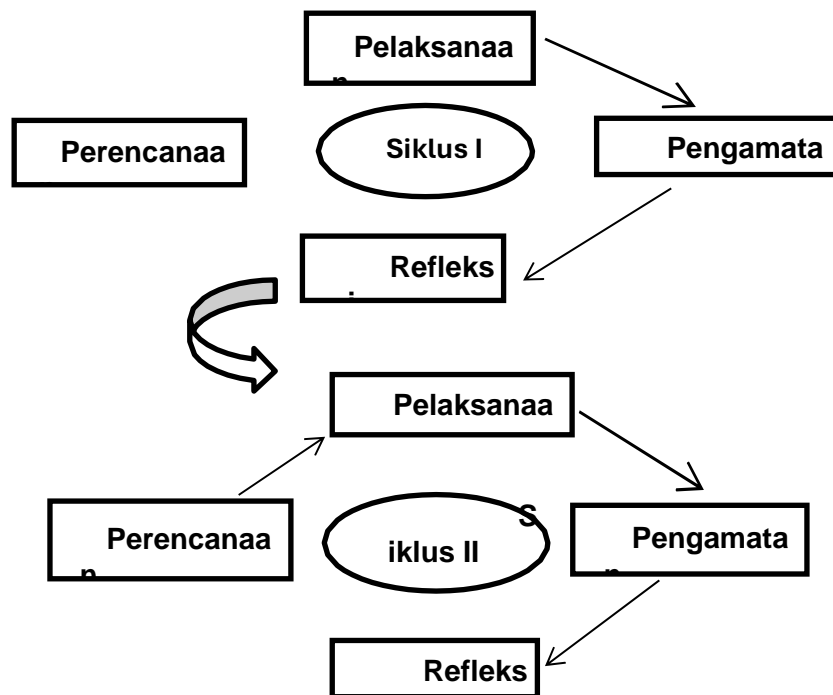 Pelaksanaa
n
Perencanaa
Siklus I
Pengamata
Refleks
i
Pelaksanaa
S
iklus II
Perencanaa
n
Pengamata
n
Refleks